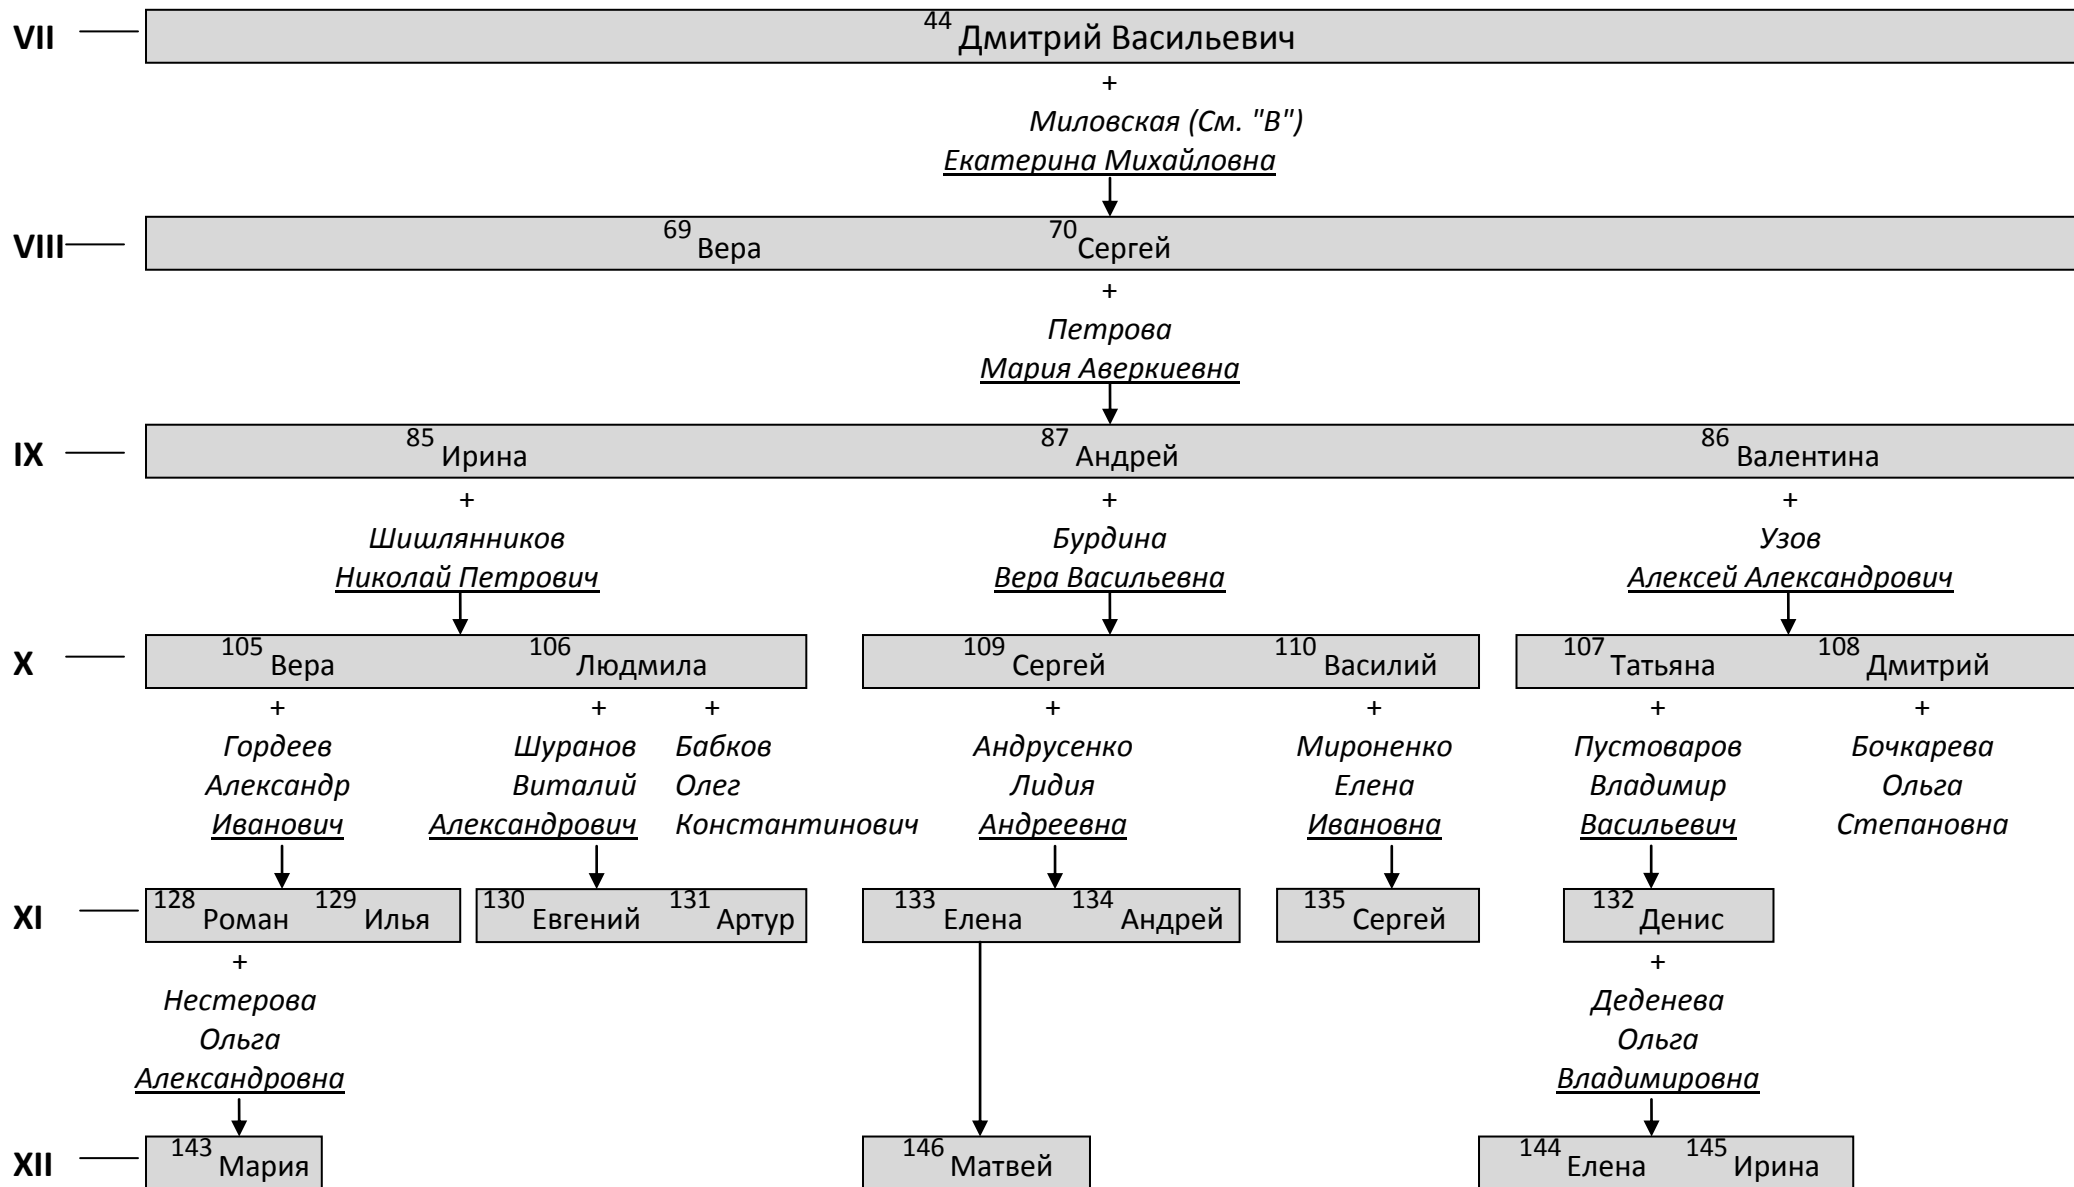 VII 44 Дмитрий Васильевич
+
Миловская (См. "В")
Екатерина Михайловна
VIII 69 Вера 70 Сергей
+
Петрова
Мария Аверкиевна
IX 85 Ирина 87 Андрей 86 Валентина
+ + +
Шишлянников Бурдина Узов
Николай Петрович Вера Васильевна Алексей Александрович
X 105 Вера 106 Людмила 109 Сергей 110 Василий 107 Татьяна 108 Дмитрий
+ + + + + + +
Гордеев Шуранов Бабков Андрусенко Мироненко Пустоваров Бочкарева
Александр Виталий Олег Лидия Елена Владимир Ольга
Иванович Александрович Константинович Андреевна Ивановна Васильевич Степановна
XI 128 Роман 129 Илья 130 Евгений 131 Артур 133 Елена 134 Андрей 135 Сергей 132 Денис
+ +
Нестерова Деденева
Ольга Ольга
Александровна Владимировна
XII 143 Мария 146 Матвей 144 Елена 145 Ирина